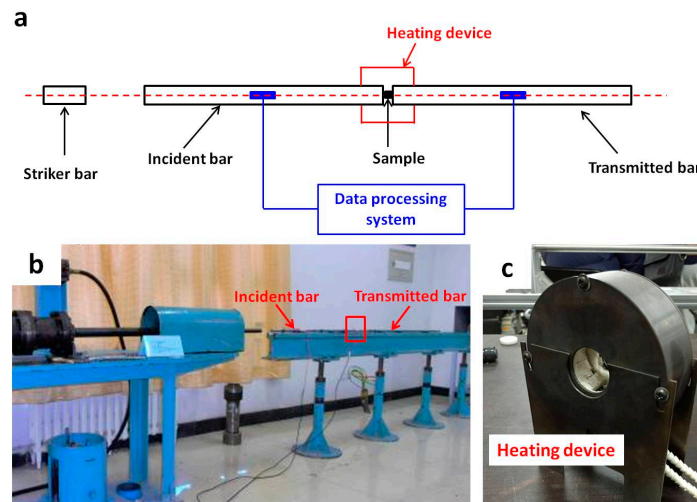 a
Heating device
Incident bar
Sample
Striker bar
Transmitted bar
Data processing
system
b
Incident bar
Transmitted bar
c
Heating device